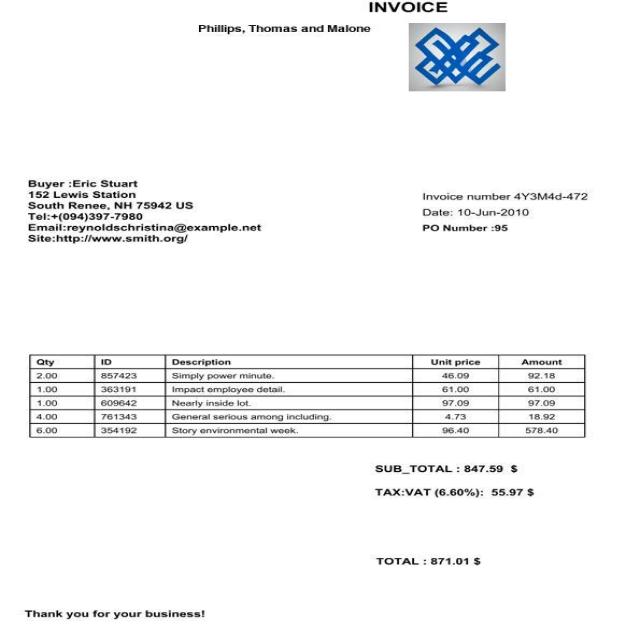 INVOICE
Phillips, Thomas and Malone
Buyer :Eric Stuart
152 Lewis Station
South Renee, NH 75942 US
Tel:+(094)397-7980
Email:reynoldschristina@example.net
Site:http://www.smith.org/
Invoice number 4Y3M4d-472
Date: 10-Jun-2010
PO Number :95
Qty ID Description Unit price Amount
2.00 857423 Simply power minute. 46.09 92.18
1.00 363191 Impact employee detail. 61.00 61.00
1.00 609642 Nearly inside lot. 97.09 97.09
4.00 761343 General serious among including. 4.73 18.92
6.00 354192 Story environmental week. 96.40 578.40
SUB_TOTAL : 847.59 $
TAX:VAT (6.60%): 55.97 $
TOTAL : 871.01 $
Thank you for your business!